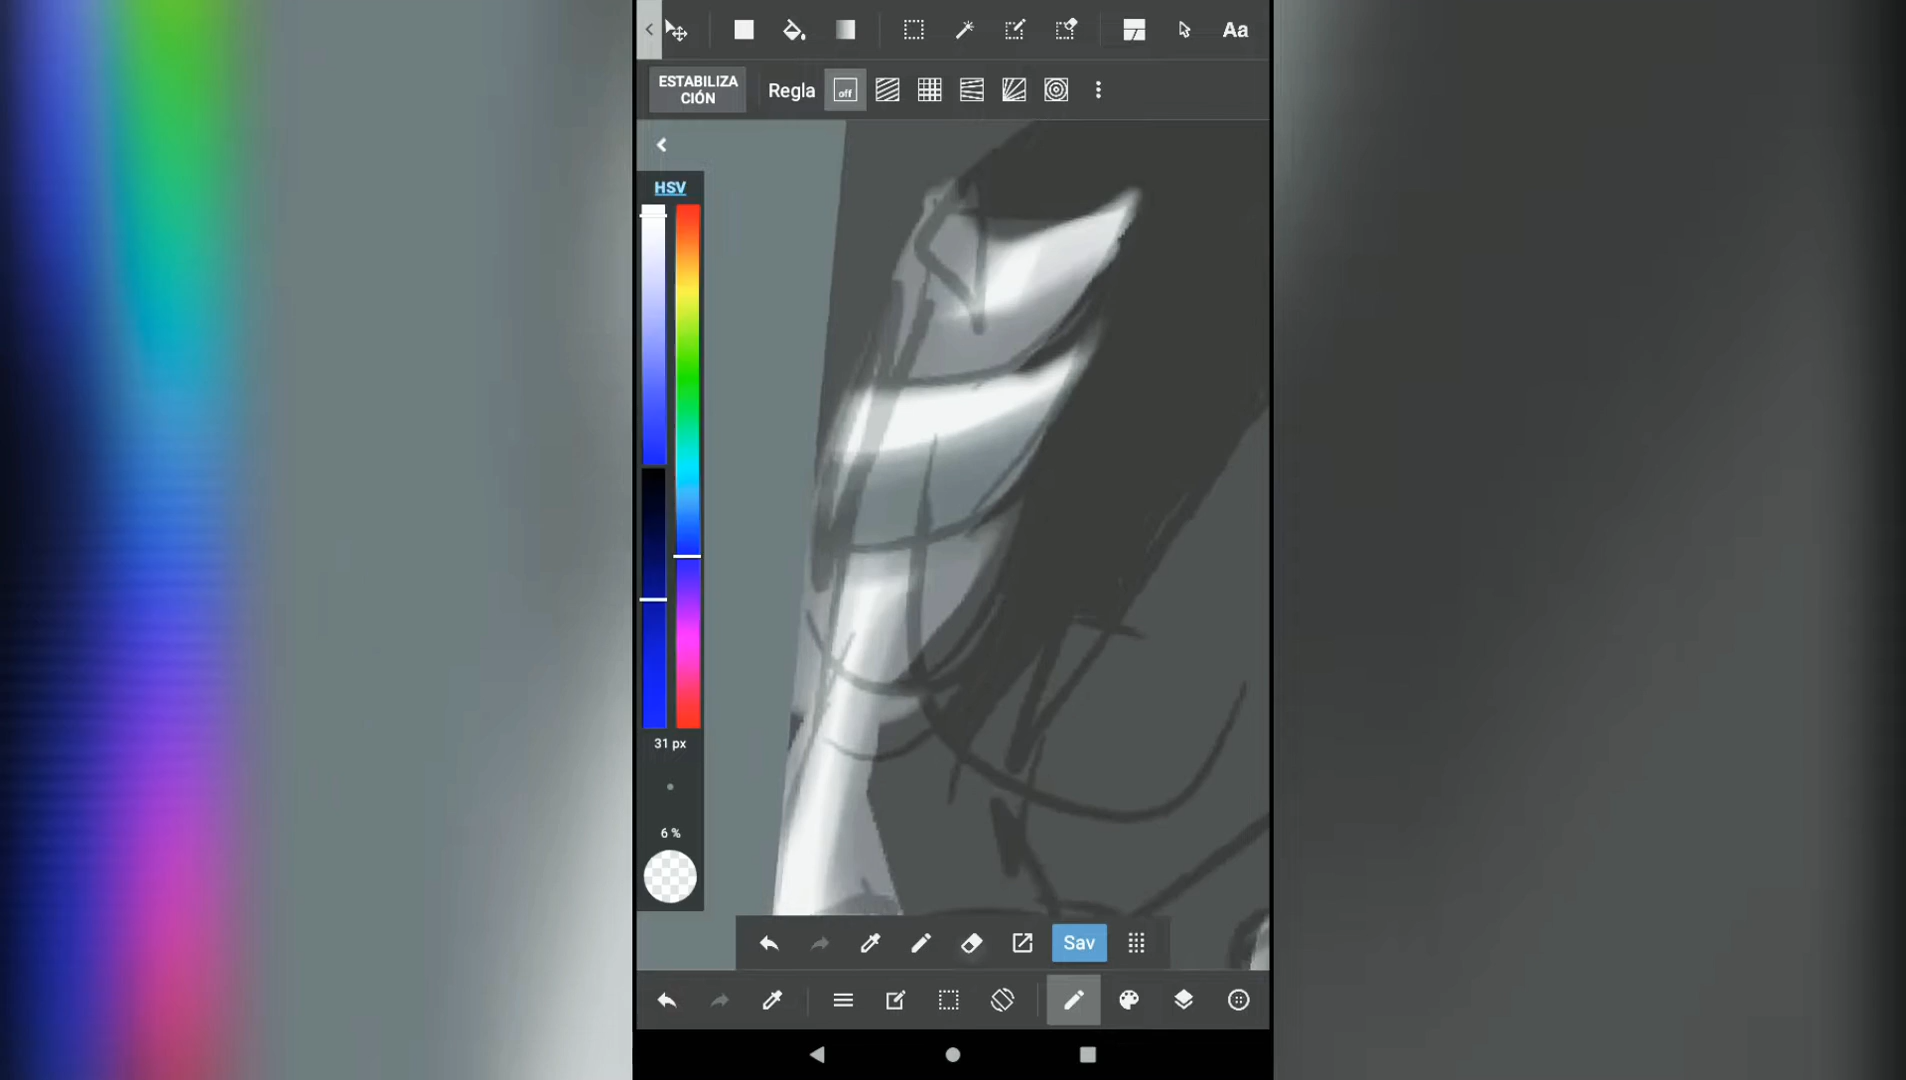 Aa
ESTABILIZA
CIÓN
Regla
off
HSV
31 px
6 %
Sav